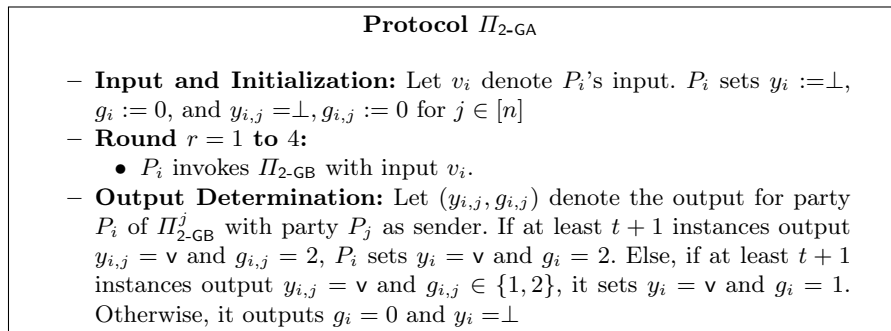 Protocol Π2-GA
– Input and Initialization: Let vi denote Pi's input. Pi sets yi :=⊥,
gi := 0, and yi,j =⊥, gi,j := 0 for j ∈ [n]
– Round r = 1 to 4:
• Pi invokes Π2-GB with input vi.
– Output Determination: Let (yi,j, gi,j) denote the output for party
Pi of Π^j_2-GB with party Pj as sender. If at least t + 1 instances output
yi,j = v and gi,j = 2, Pi sets yi = v and gi = 2. Else, if at least t + 1
instances output yi,j = v and gi,j ∈ {1, 2}, it sets yi = v and gi = 1.
Otherwise, it outputs gi = 0 and yi =⊥